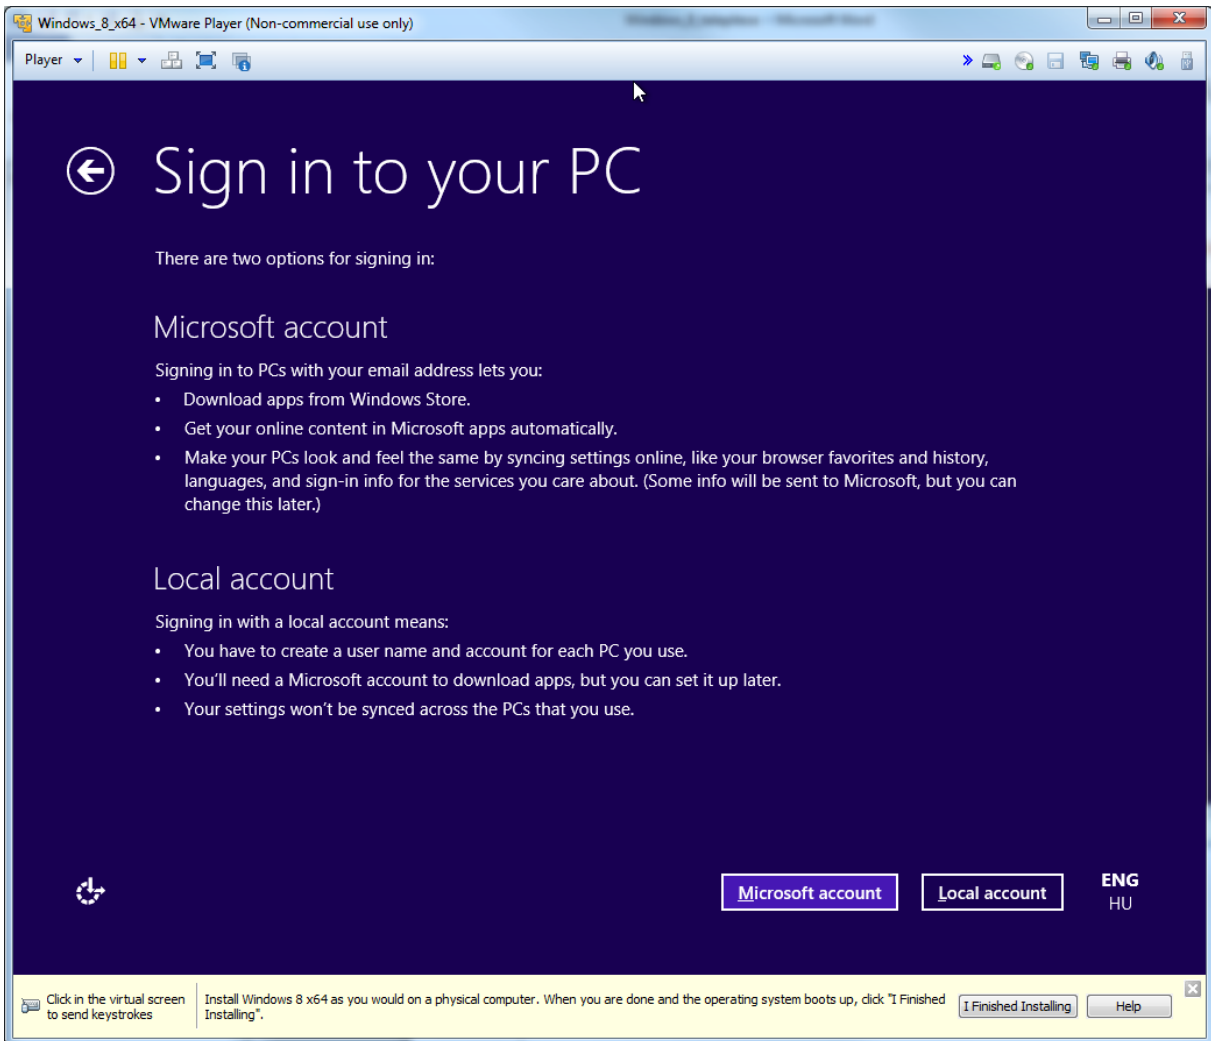 Windows_8_x64 - VMware Player (Non-commercial use only)
Player
Sign in to your PC
There are two options for signing in:
Microsoft account
Signing in to PCs with your email address lets you:
• Download apps from Windows Store.
• Get your online content in Microsoft apps automatically.
• Make your PCs look and feel the same by syncing settings online, like your browser favorites and history,
languages, and sign-in info for the services you care about. (Some info will be sent to Microsoft, but you can
change this later.)
Local account
Signing in with a local account means:
• You have to create a user name and account for each PC you use.
• You'll need a Microsoft account to download apps, but you can set it up later.
• Your settings won't be synced across the PCs that you use.
Microsoft account
Local account
ENG
HU
Click in the virtual screen
to send keystrokes
Install Windows 8 x64 as you would on a physical computer. When you are done and the operating system boots up, click "I Finished
Installing".
I Finished Installing
Help